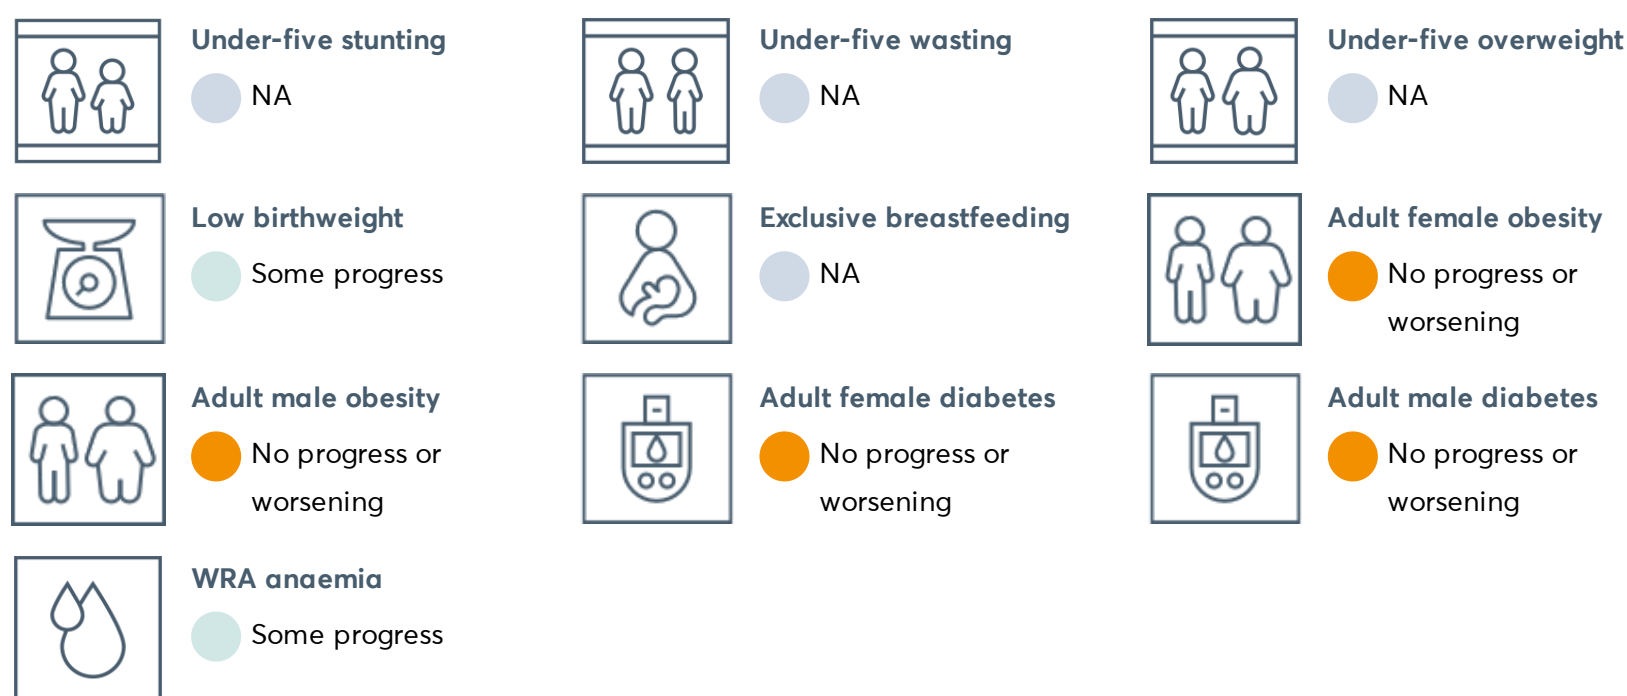 Under-five stunting
NA
Under-five wasting
NA
Under-five overweight
NA
Low birthweight
Some progress
Exclusive breastfeeding
NA
Adult female obesity
No progress or
worsening
Adult male obesity
No progress or
worsening
Adult female diabetes
No progress or
worsening
Adult male diabetes
No progress or
worsening
WRA anaemia
Some progress